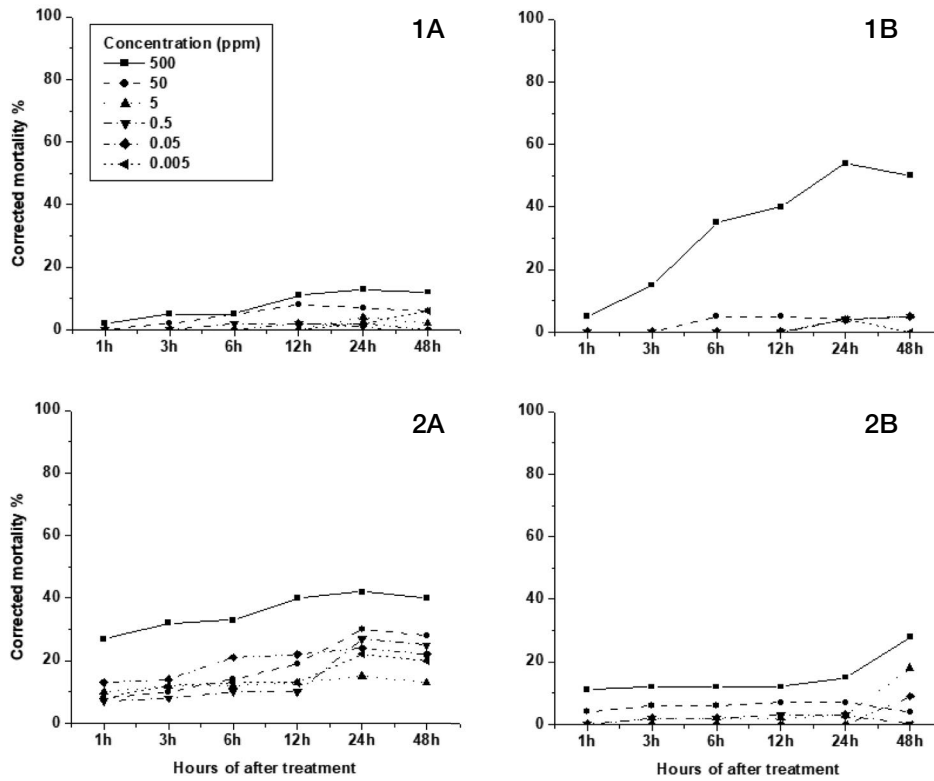 1A
100
80
60
40
20
0
Corrected mortality %
Concentration (ppm)
500
50
5
0.5
0.05
0.005
1h 3h 6h 12h 24h 48h
1B
100
80
60
40
20
0
1h 3h 6h 12h 24h 48h
2A
100
80
60
40
20
0
Corrected mortality %
1h 3h 6h 12h 24h 48h
Hours of after treatment
2B
100
80
60
40
20
0
1h 3h 6h 12h 24h 48h
Hours of after treatment